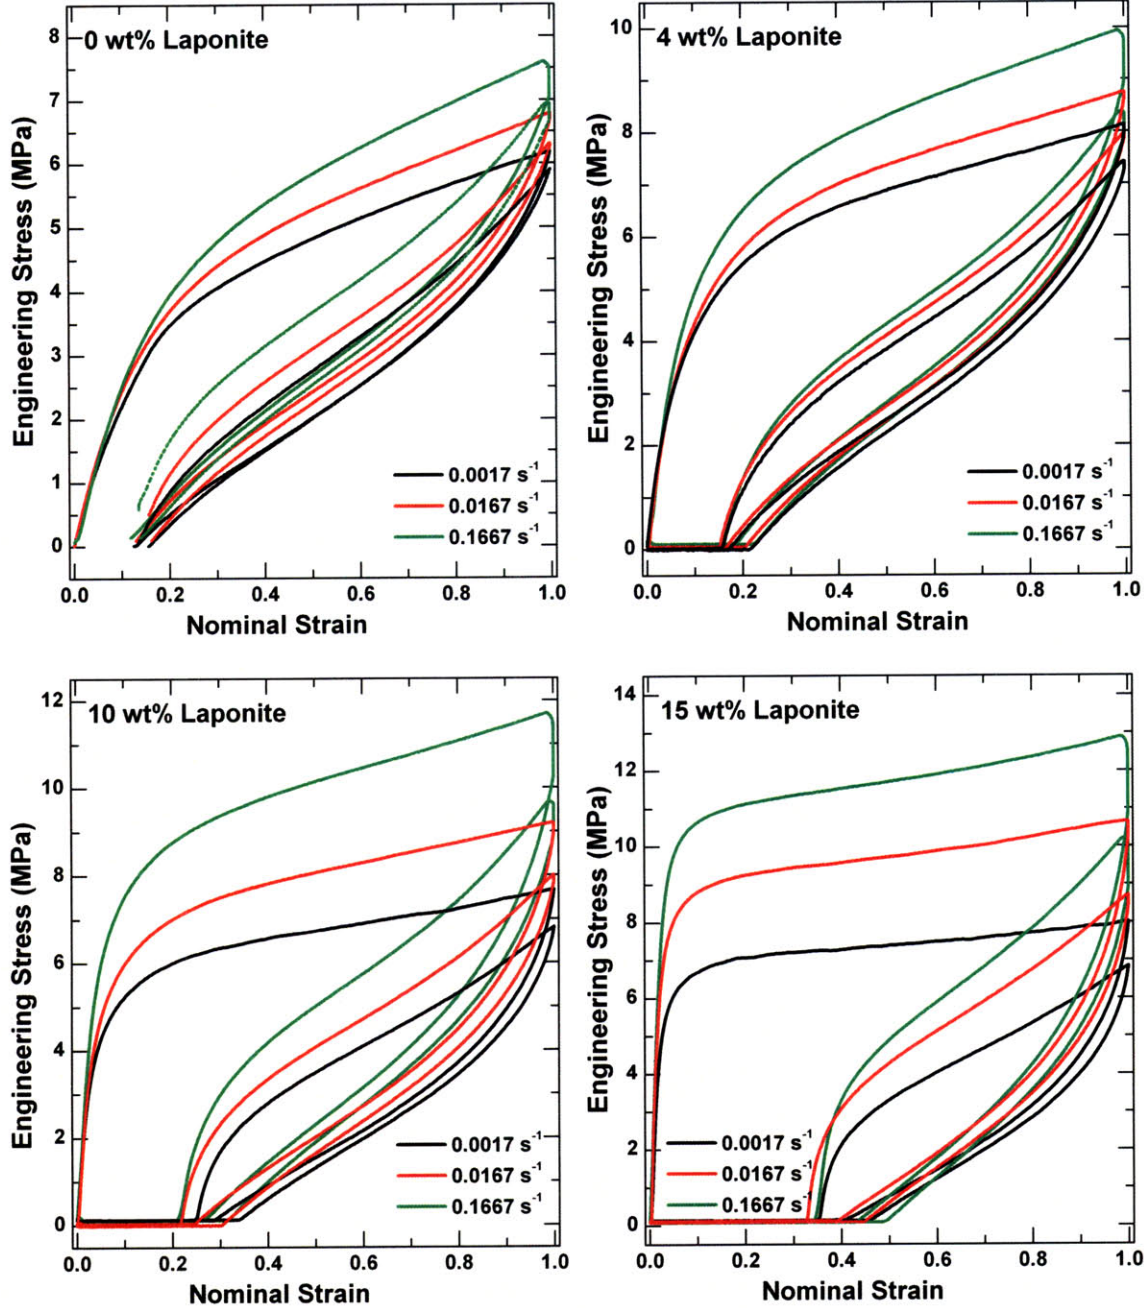 0 wt% Laponite
8
7
6
5
4
3
2
1
0
Engineering Stress (MPa)
0.0017 s⁻¹
0.0167 s⁻¹
0.1667 s⁻¹
0.0 0.2 0.4 0.6 0.8 1.0
Nominal Strain
4 wt% Laponite
10
8
6
4
2
0
Engineering Stress (MPa)
0.0017 s⁻¹
0.0167 s⁻¹
0.1667 s⁻¹
0.0 0.2 0.4 0.6 0.8 1.0
Nominal Strain
10 wt% Laponite
12
10
8
6
4
2
0
Engineering Stress (MPa)
0.0017 s⁻¹
0.0167 s⁻¹
0.1667 s⁻¹
0.0 0.2 0.4 0.6 0.8 1.0
Nominal Strain
15 wt% Laponite
14
12
10
8
6
4
2
0
Engineering Stress (MPa)
0.0017 s⁻¹
0.0167 s⁻¹
0.1667 s⁻¹
0.0 0.2 0.4 0.6 0.8 1.0
Nominal Strain